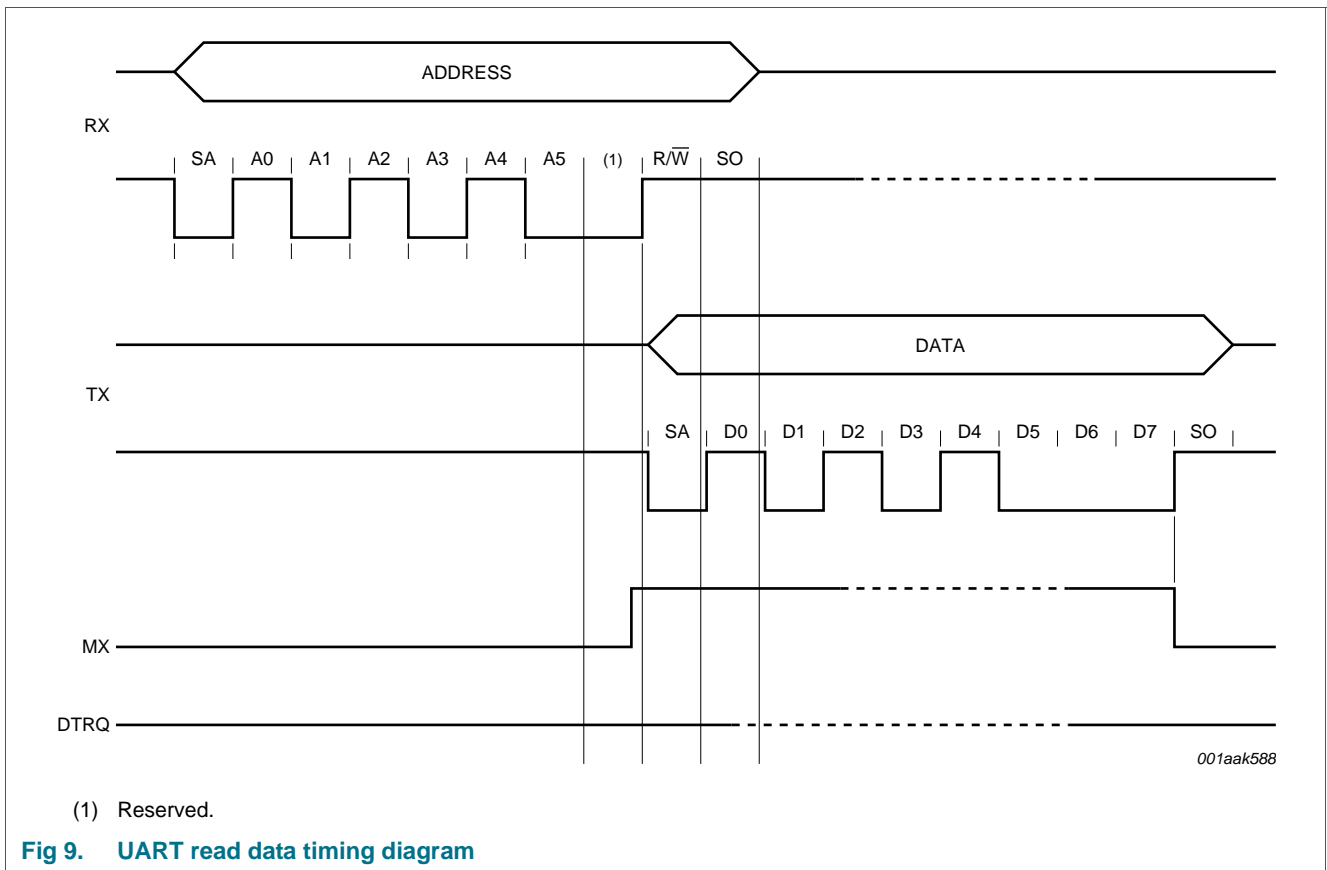 ADDRESS
RX
SA A0 A1 A2 A3 A4 A5 (1) R/W̅ SO
DATA
TX
SA D0 D1 D2 D3 D4 D5 D6 D7 SO
MX
DTRQ
001aak588
(1) Reserved.
Fig 9. UART read data timing diagram